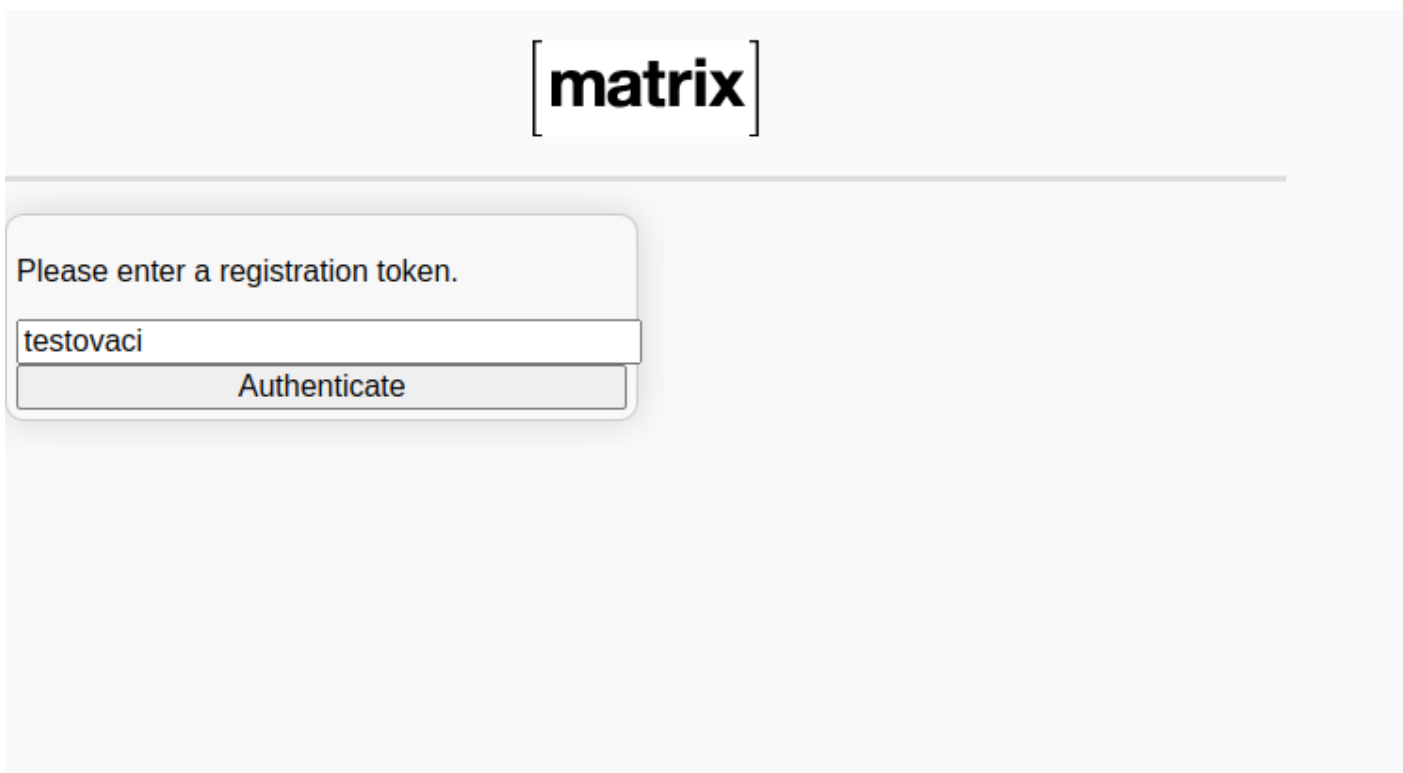 [matrix]
Please enter a registration token.
testovaci
Authenticate